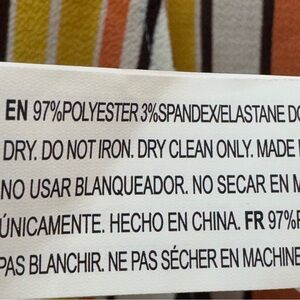 EN 97%POLYESTER 3%SPANDEX/ELASTANE DO
DRY. DO NOT IRON. DRY CLEAN ONLY. MADE
NO USAR BLANQUEADOR. NO SECAR EN M
ÚNICAMENTE. HECHO EN CHINA. FR 97%P
PAS BLANCHIR. NE PAS SÉCHER EN MACHINE